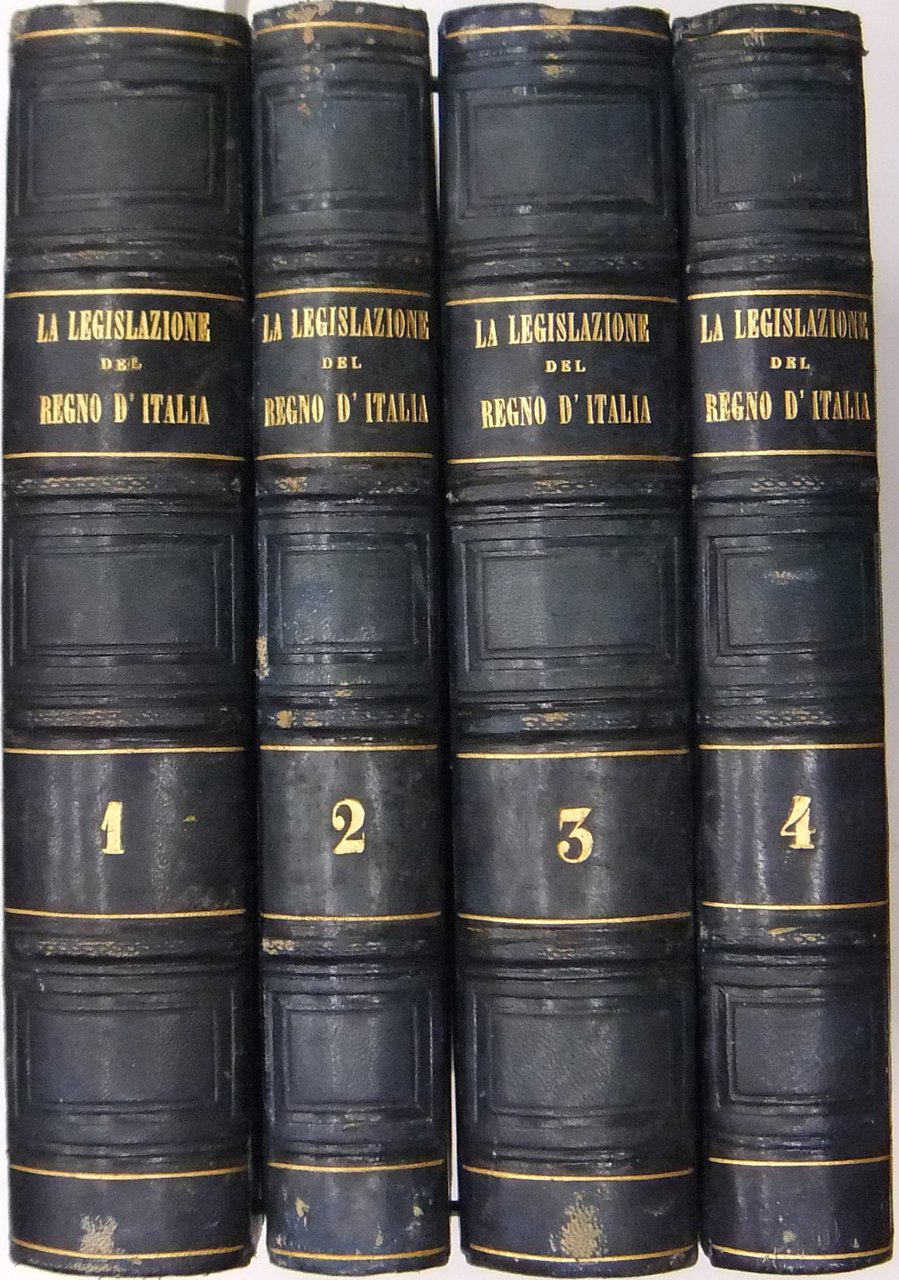 LA LEGISLAZIONE
DEL
REGNO D' ITALIA
1
LA LEGISLAZIONE
DEL
REGNO D' ITALIA
2
LA LEGISLAZIONE
DEL
REGNO D' ITALIA
3
LA LEGISLAZIONE
DEL
REGNO D' ITALIA
4